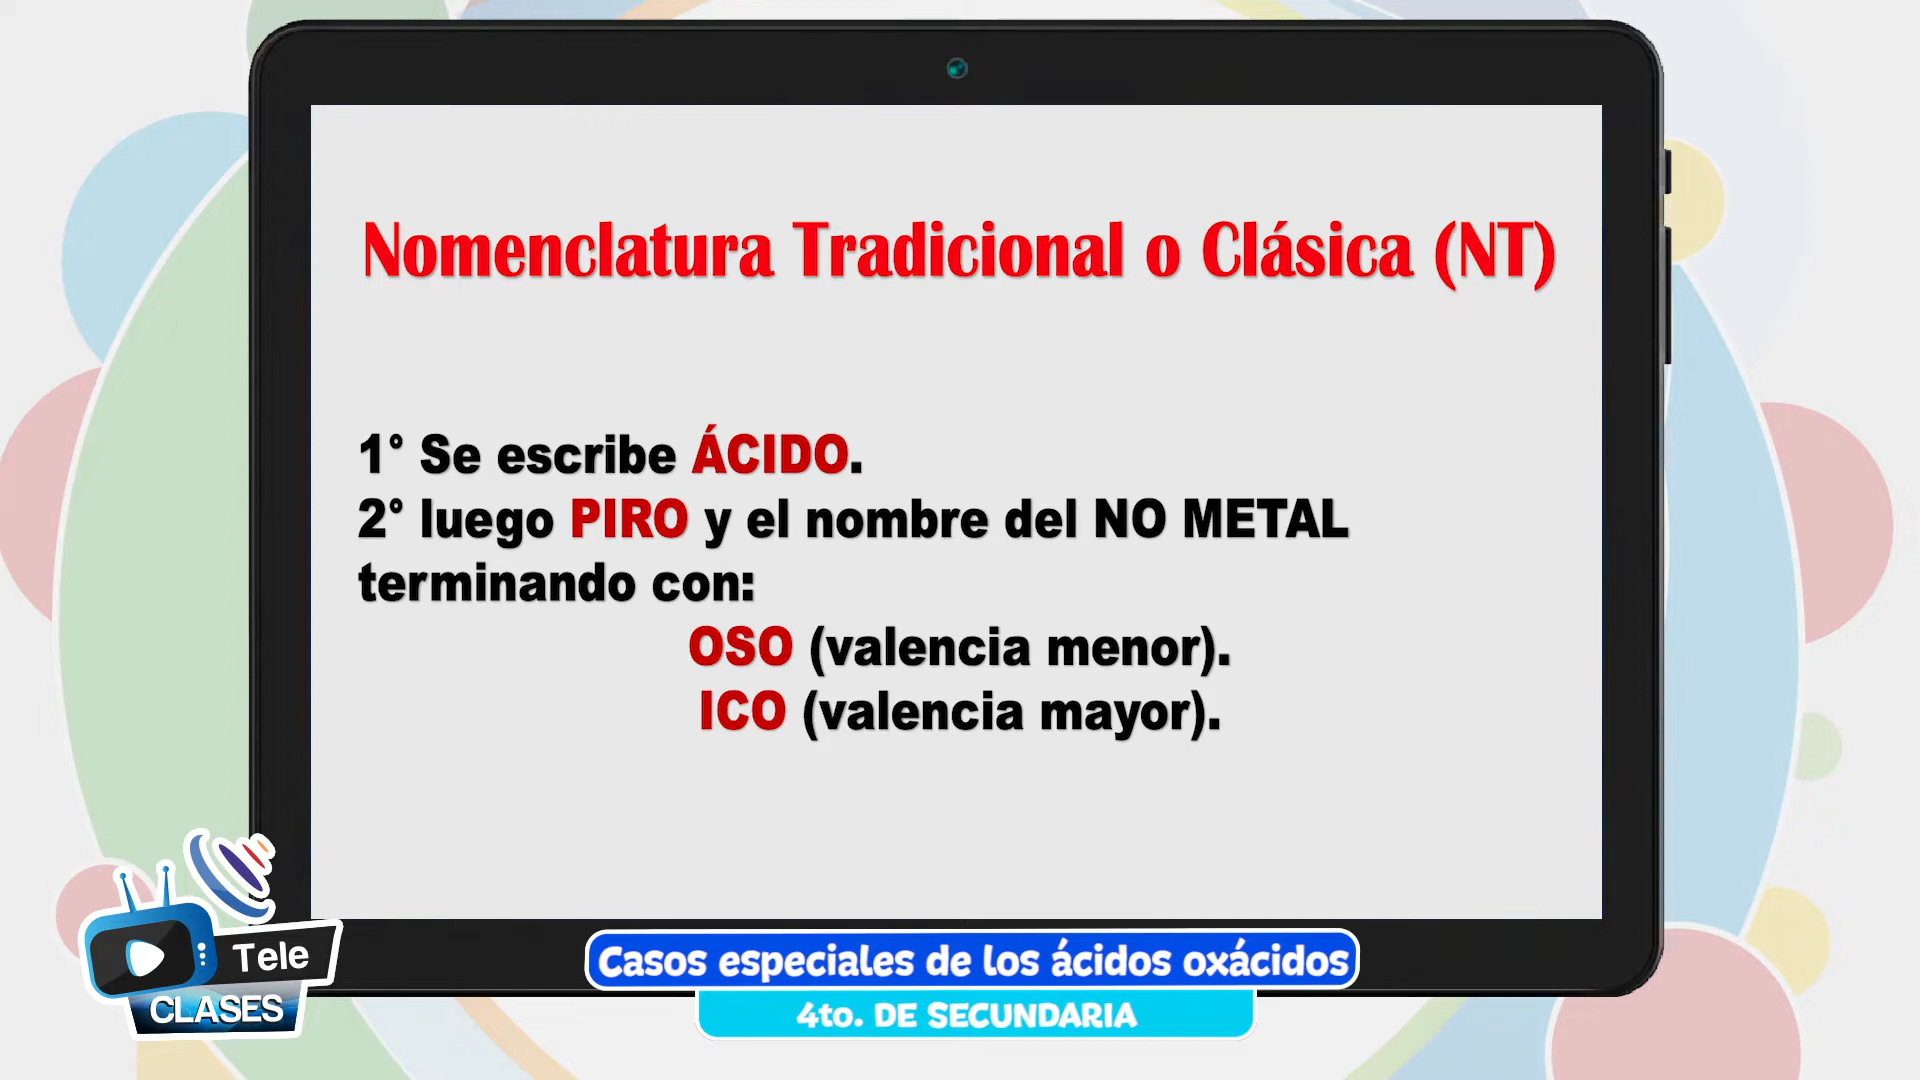 Nomenclatura Tradicional o Clásica (NT)
1° Se escribe ÁCIDO.
2° luego PIRO y el nombre del NO METAL
terminando con:
OSO (valencia menor).
ICO (valencia mayor).
Tele
CLASES
Casos especiales de los ácidos oxácidos
4to. DE SECUNDARIA